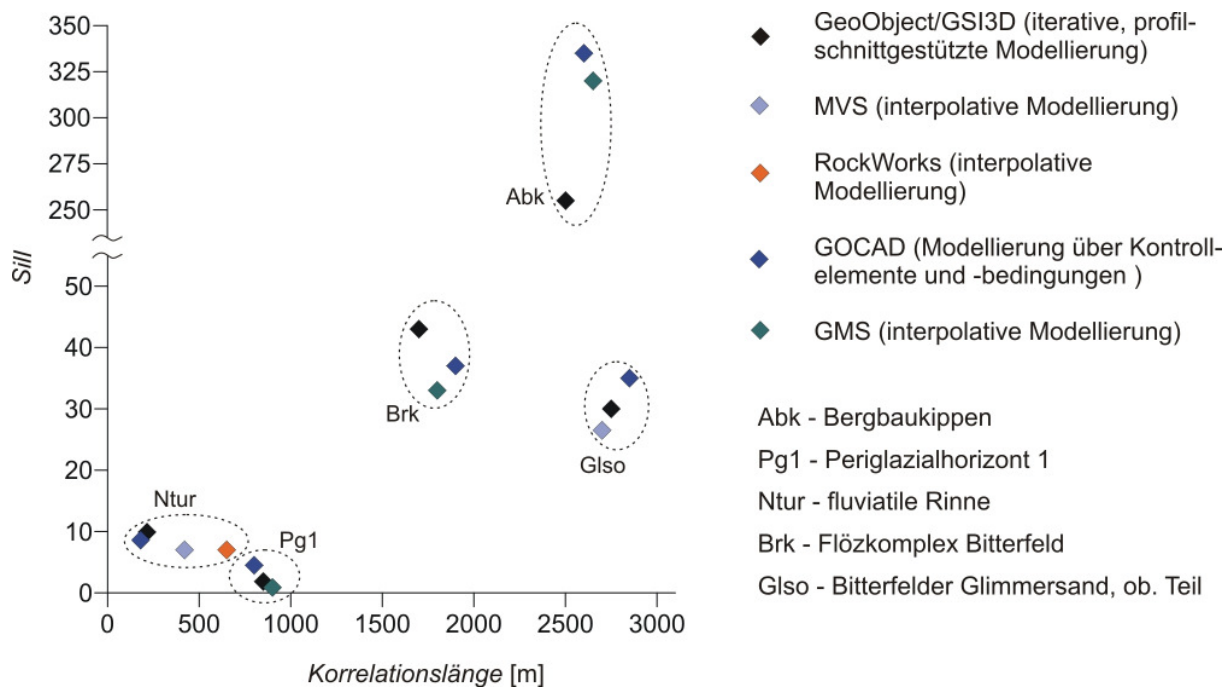 350
325
300
275
250
50
40
30
20
10
0
Sill
0 500 1000 1500 2000 2500 3000
Korrelationslänge [m]
Abk
Brk
Glso
Ntur
Pg1
GeoObject/GSI3D (iterative, profil-
schnittgestützte Modellierung)
MVS (interpolative Modellierung)
RockWorks (interpolative
Modellierung)
GOCAD (Modellierung über Kontroll-
elemente und -bedingungen )
GMS (interpolative Modellierung)
Abk - Bergbaukippen
Pg1 - Periglazialhorizont 1
Ntur - fluviatile Rinne
Brk - Flözkomplex Bitterfeld
Glso - Bitterfelder Glimmersand, ob. Teil